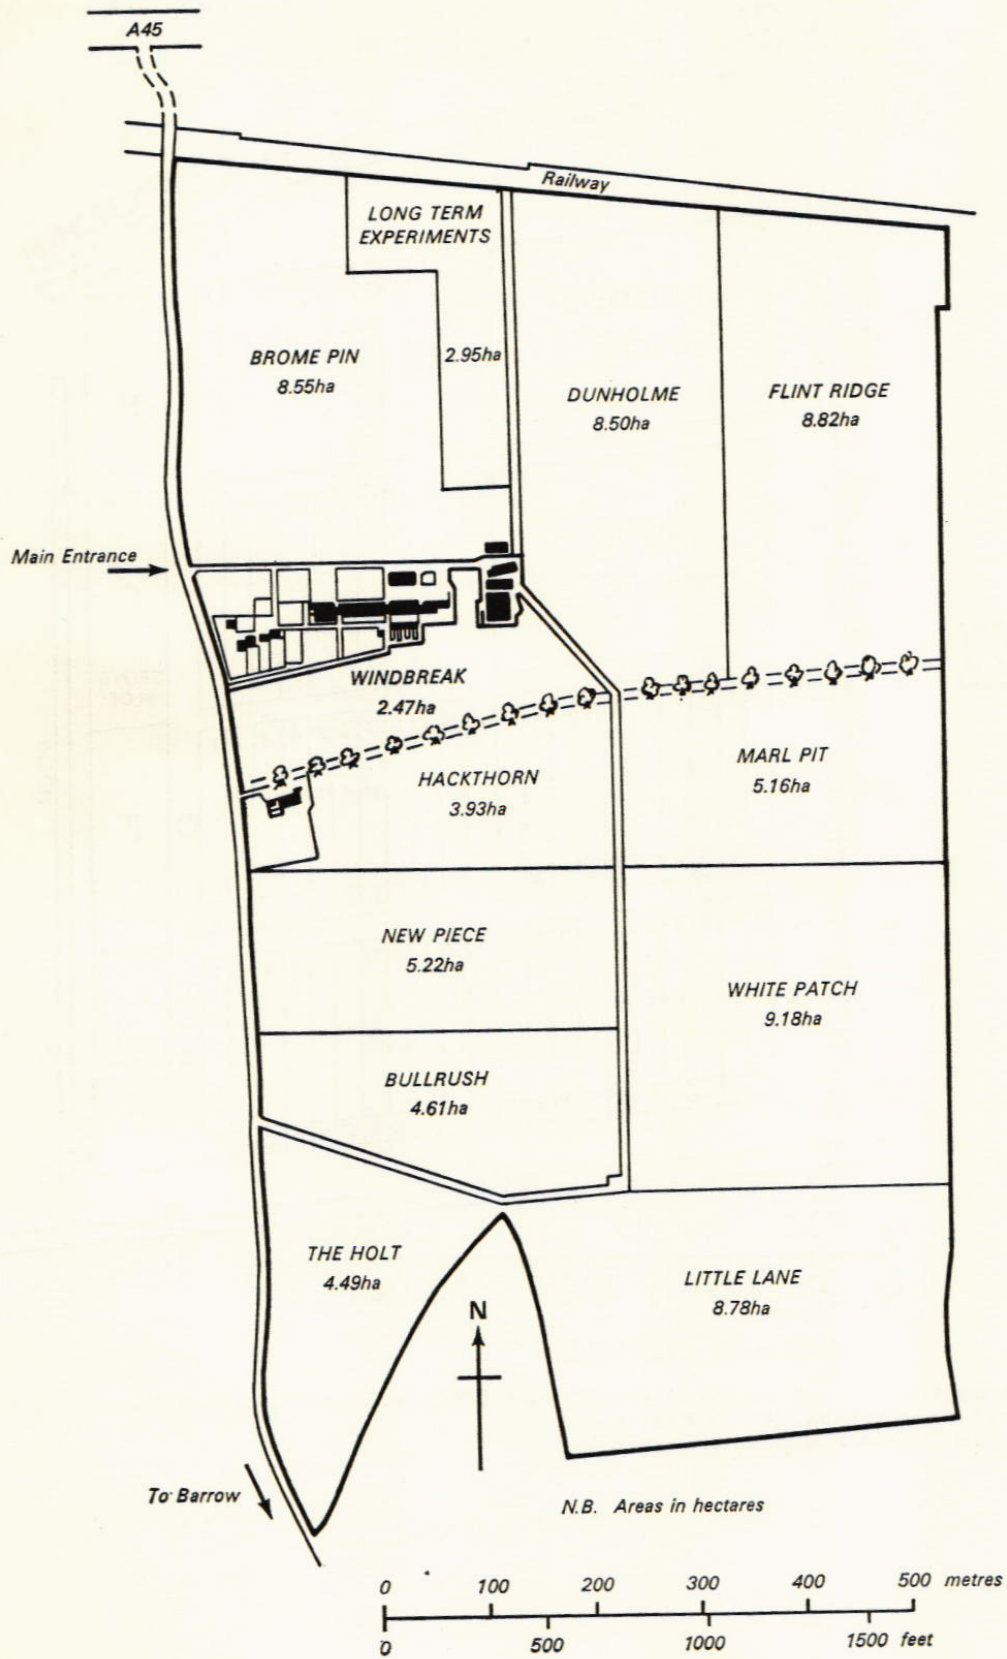 A45
Railway
LONG TERM
EXPERIMENTS
2.95ha
BROME PIN
8.55ha
DUNHOLME
8.50ha
FLINT RIDGE
8.82ha
Main Entrance
WINDBREAK
2.47ha
HACKTHORN
3.93ha
MARL PIT
5.16ha
NEW PIECE
5.22ha
WHITE PATCH
9.18ha
BULLRUSH
4.61ha
THE HOLT
4.49ha
LITTLE LANE
8.78ha
N
To Barrow
N.B. Areas in hectares
0 100 200 300 400 500 metres
0 500 1000 1500 feet